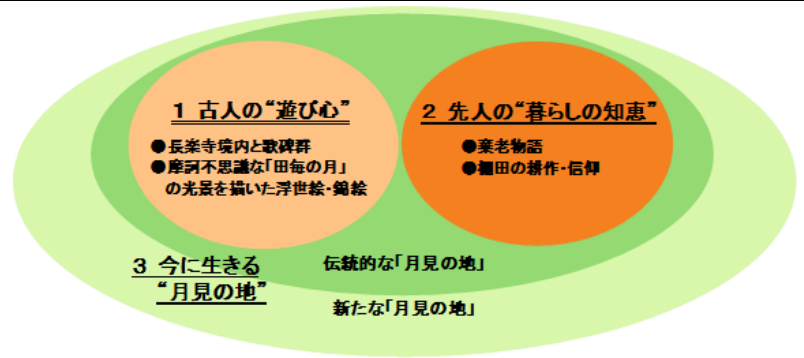 1 古人の“遊び心”
●長楽寺境内と歌碑群
●摩訶不思議な「田毎の月」
の光景を描いた浮世絵・錦絵
2 先人の“暮らしの知恵”
●棄老物語
●棚田の耕作・信仰
3 今に生きる
“月見の地”
伝統的な「月見の地」
新たな「月見の地」